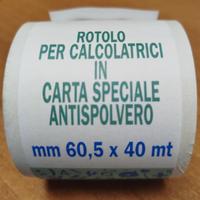 ROTOLO
PER CALCOLATRICI
IN
CARTA SPECIALE
ANTISPOLVERO
mm 60,5 x 40 mt